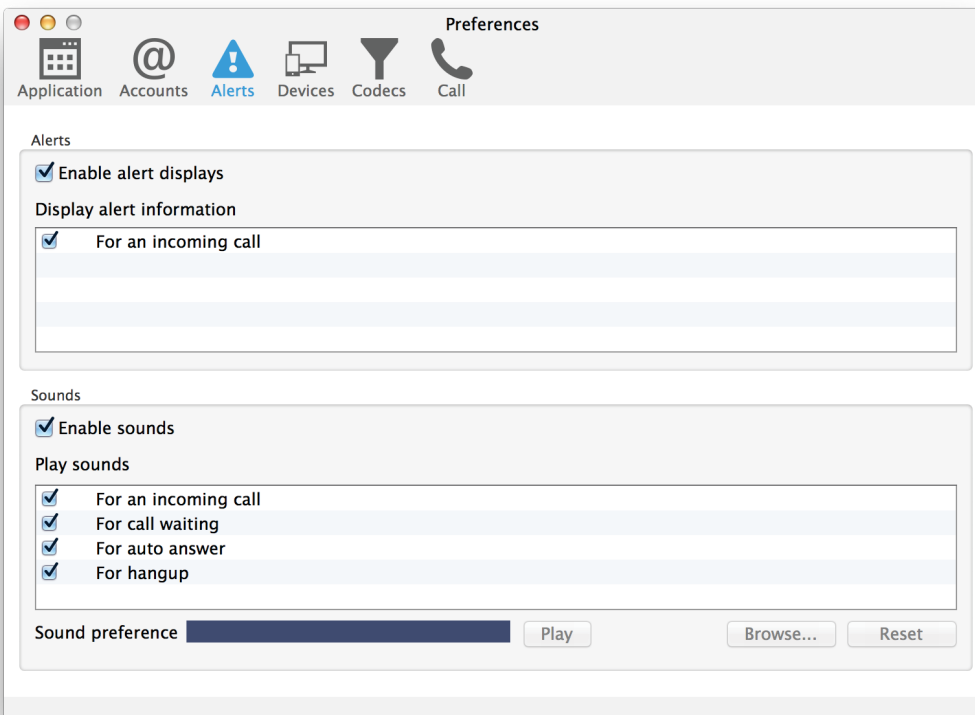 Preferences
Application Accounts Alerts Devices Codecs Call
Alerts
Enable alert displays
Display alert information
For an incoming call
Sounds
Enable sounds
Play sounds
For an incoming call
For call waiting
For auto answer
For hangup
Sound preference Play Browse... Reset